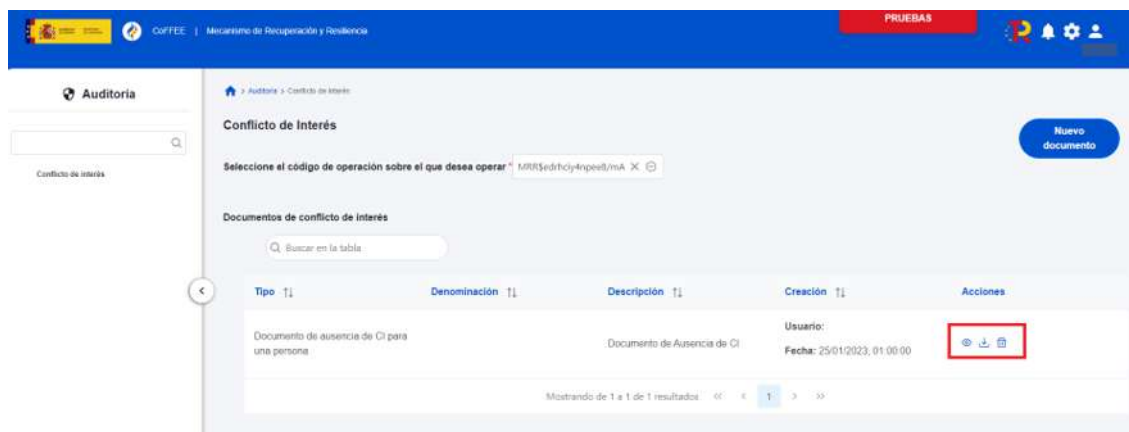 PRUEBAS
CoFFEE | Mecanismo de Recuperación y Resiliencia
Auditoría
> Auditoría > Conflicto de Interés
Conflicto de Interés
Nuevo
documento
Seleccione el código de operación sobre el que desea operar *
Conflicto de interés
Documentos de conflicto de interés
Buscar en la tabla
Tipo Denominación Descripción Creación Acciones
Documento de ausencia de CI para
una persona
Documento de Ausencia de CI
Usuario:
Fecha: 25/01/2023, 01:00:00
Mostrando de 1 a 1 de 1 resultados << < 1 > >>